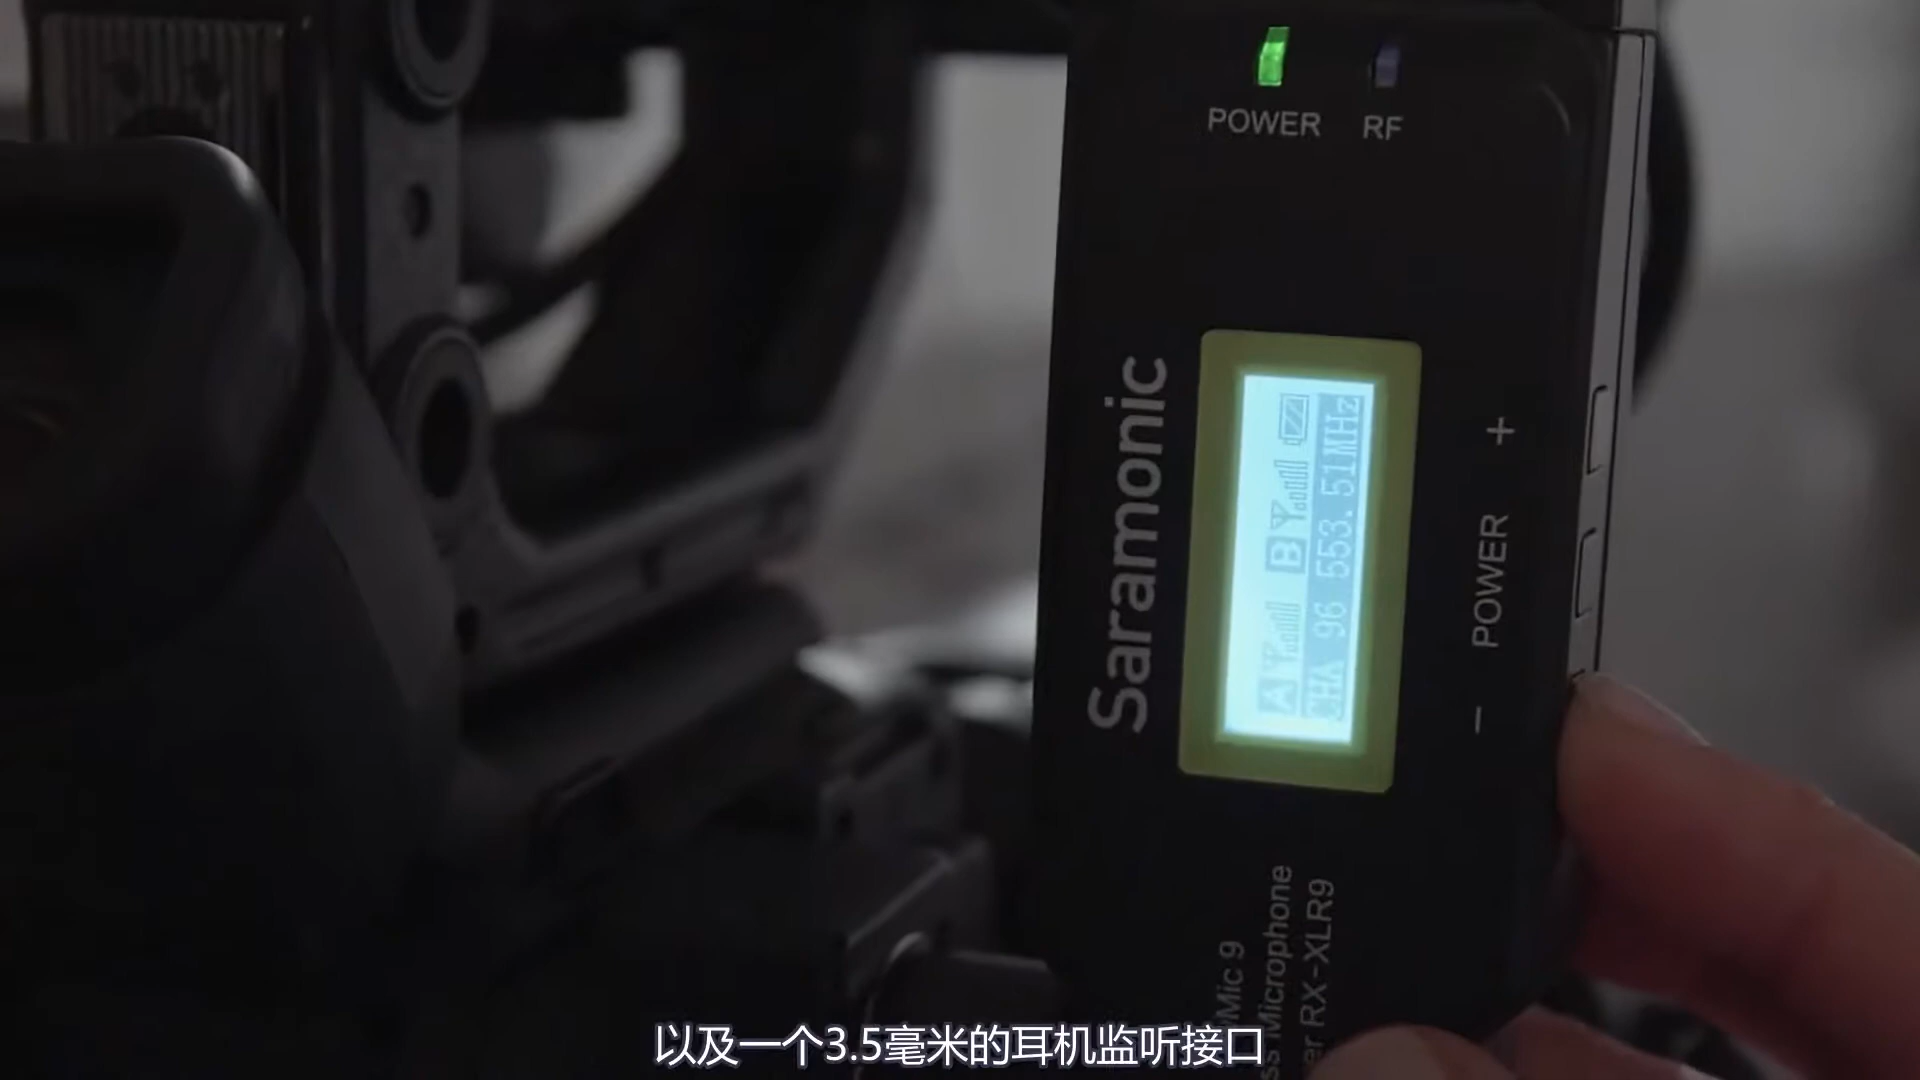 POWER RF
Saramonic
A B
CHA 96 553.51MHz
− POWER +
Mic 9
Microphone
RX-XLR9
以及一个3.5毫米的耳机监听接口